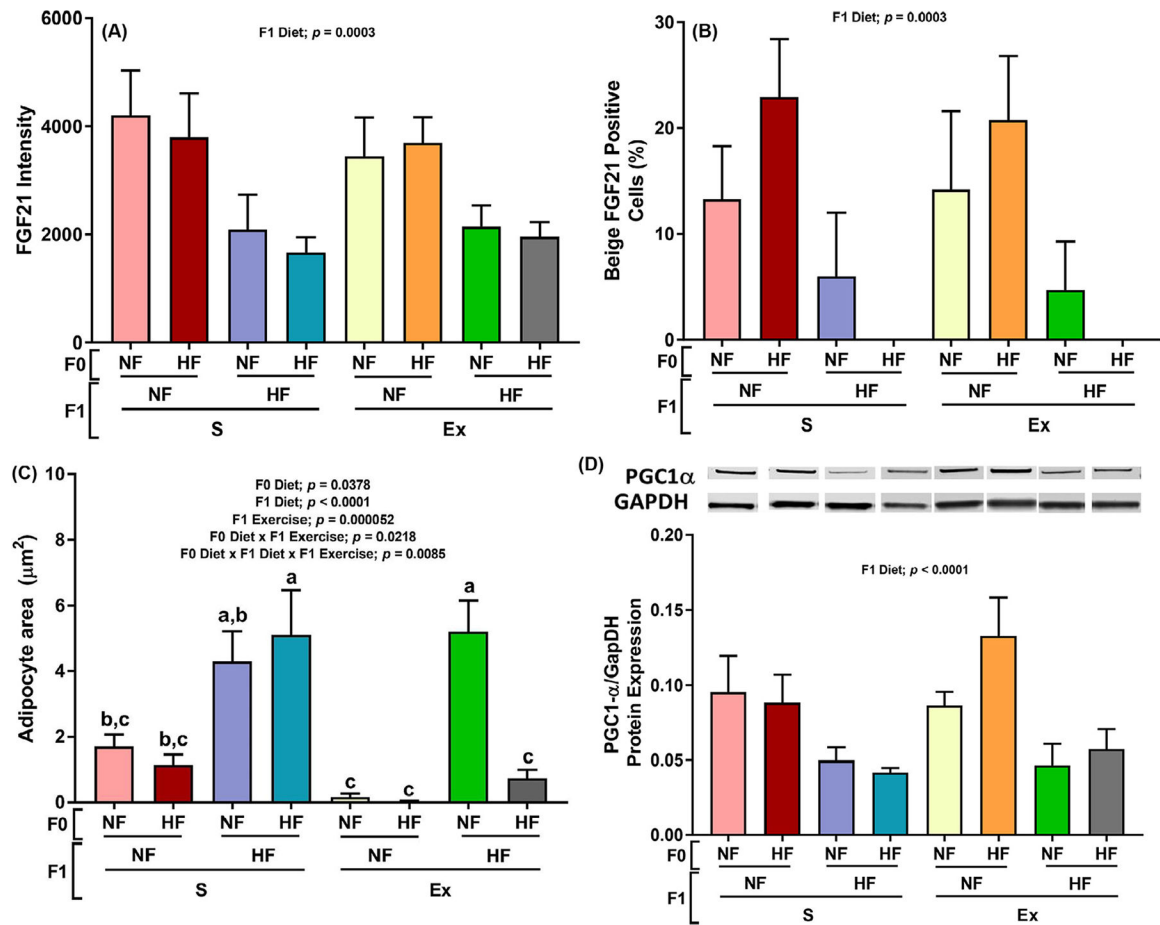 (A)
F1 Diet; p = 0.0003
FGF21 Intensity
6000
4000
2000
0
F0 NF HF NF HF NF HF NF HF
F1 NF HF NF HF
S Ex
(B)
F1 Diet; p = 0.0003
Beige FGF21 Positive
Cells (%)
30
20
10
0
F0 NF HF NF HF NF HF NF HF
F1 NF HF NF HF
S Ex
(C)
F0 Diet; p = 0.0378
F1 Diet; p < 0.0001
F1 Exercise; p = 0.000052
F0 Diet x F1 Exercise; p = 0.0218
F0 Diet x F1 Diet x F1 Exercise; p = 0.0085
Adipocyte area (μm²)
10
8
6
4
2
0
b,c b,c a,b a c c a c
F0 NF HF NF HF NF HF NF HF
F1 NF HF NF HF
S Ex
(D)
PGC1α
GAPDH
F1 Diet; p < 0.0001
PGC1-α/GapDH
Protein Expression
0.20
0.15
0.10
0.05
0.00
F0 NF HF NF HF NF HF NF HF
F1 NF HF NF HF
S Ex